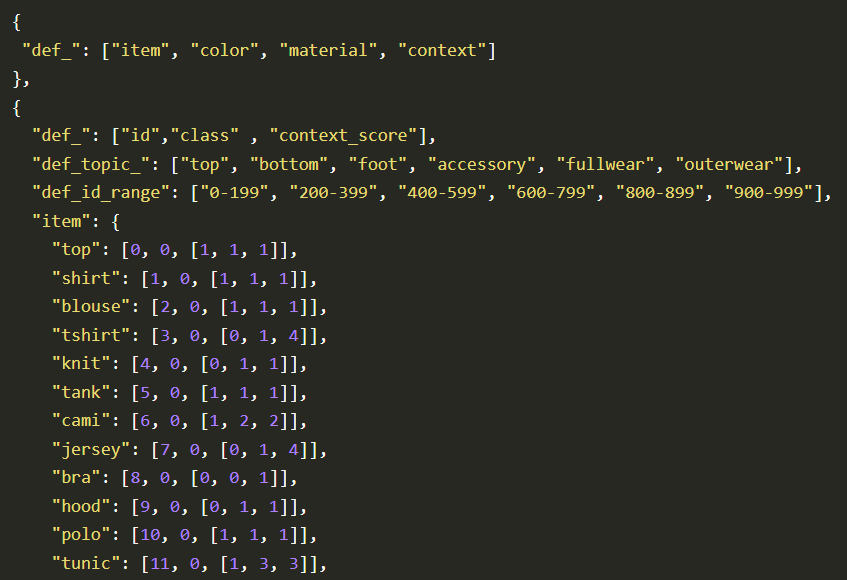 {
"def_": ["item", "color", "material", "context"]
},
{
"def_": ["id","class" , "context_score"],
"def_topic_": ["top", "bottom", "foot", "accessory", "fullwear", "outerwear"],
"def_id_range": ["0-199", "200-399", "400-599", "600-799", "800-899", "900-999"],
"item": {
"top": [0, 0, [1, 1, 1]],
"shirt": [1, 0, [1, 1, 1]],
"blouse": [2, 0, [1, 1, 1]],
"tshirt": [3, 0, [0, 1, 4]],
"knit": [4, 0, [0, 1, 1]],
"tank": [5, 0, [1, 1, 1]],
"cami": [6, 0, [1, 2, 2]],
"jersey": [7, 0, [0, 1, 4]],
"bra": [8, 0, [0, 0, 1]],
"hood": [9, 0, [0, 1, 1]],
"polo": [10, 0, [1, 1, 1]],
"tunic": [11, 0, [1, 3, 3]],